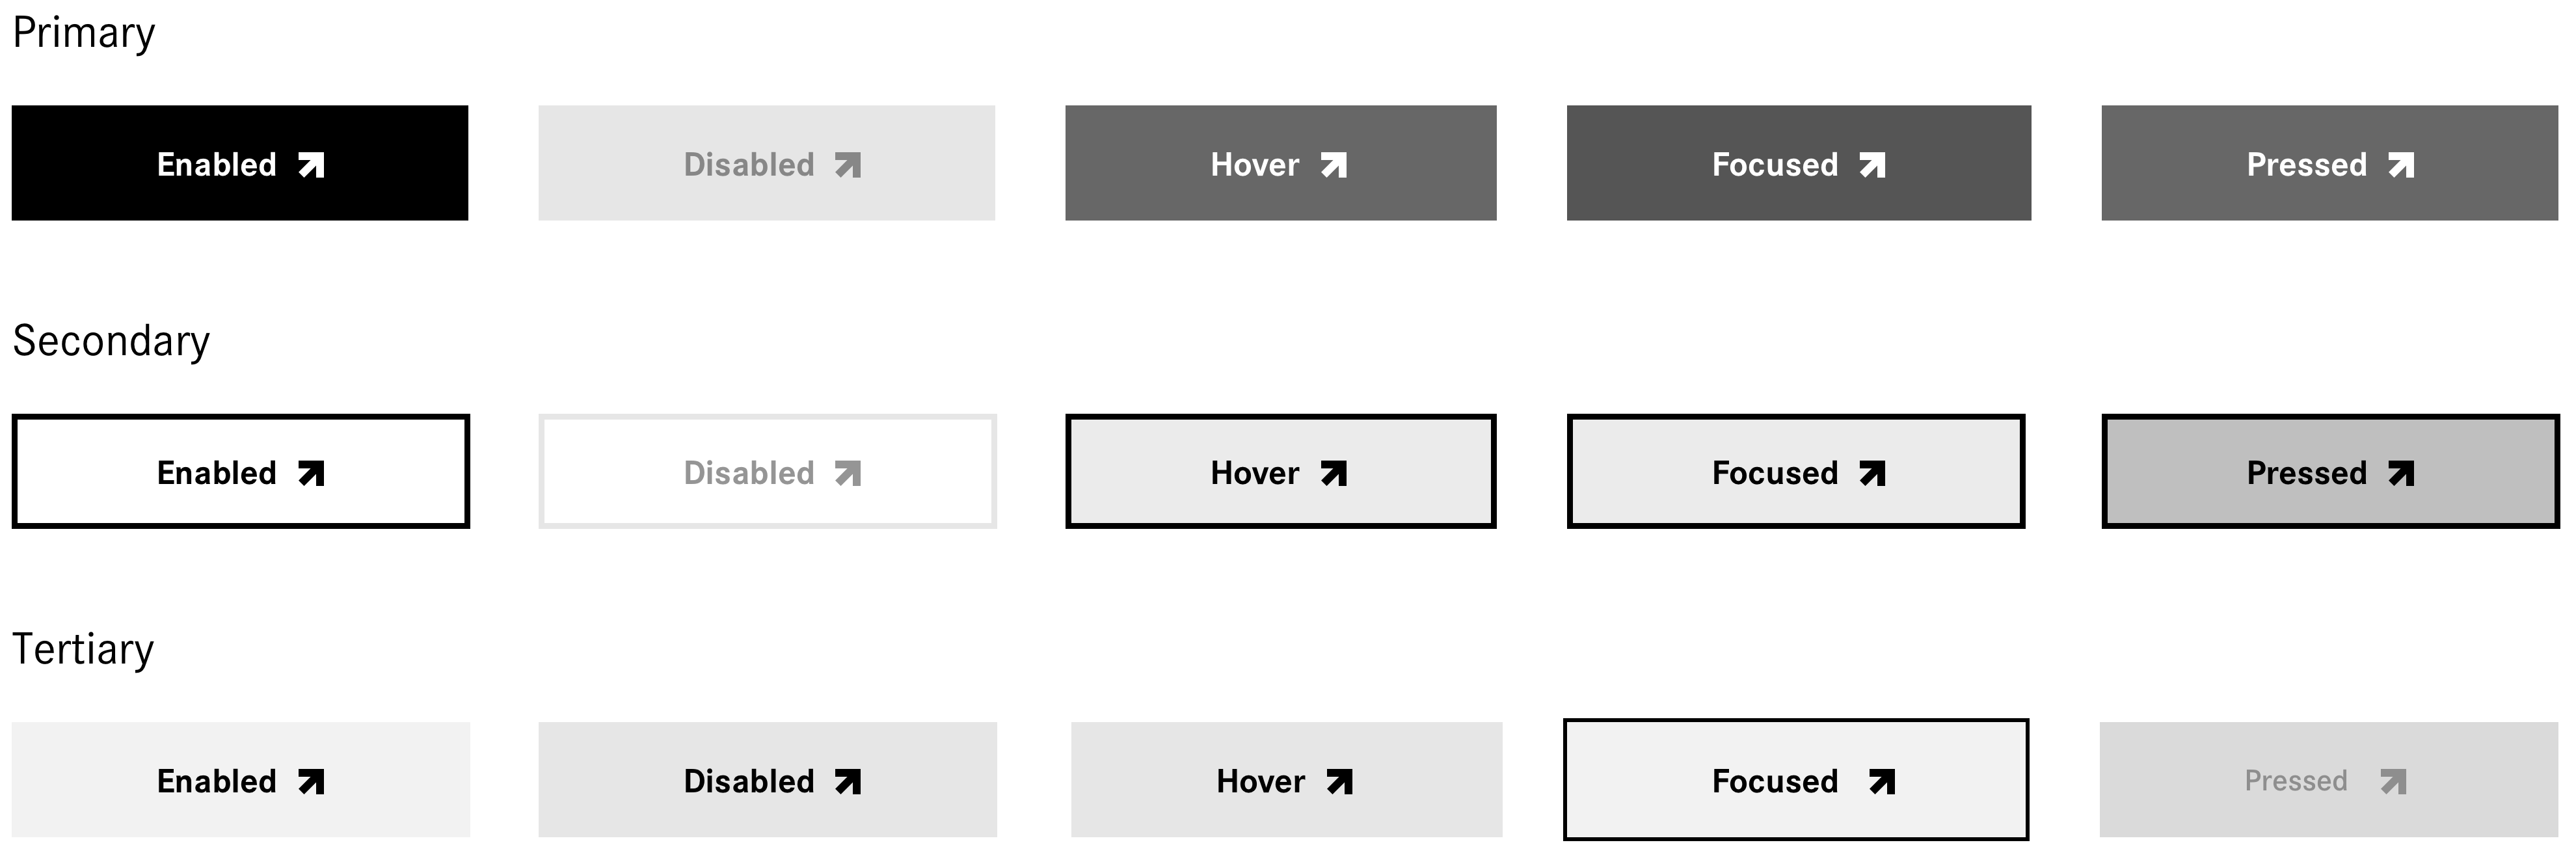 Primary
Enabled Disabled Hover Focused Pressed
Secondary
Enabled Disabled Hover Focused Pressed
Tertiary
Enabled Disabled Hover Focused Pressed